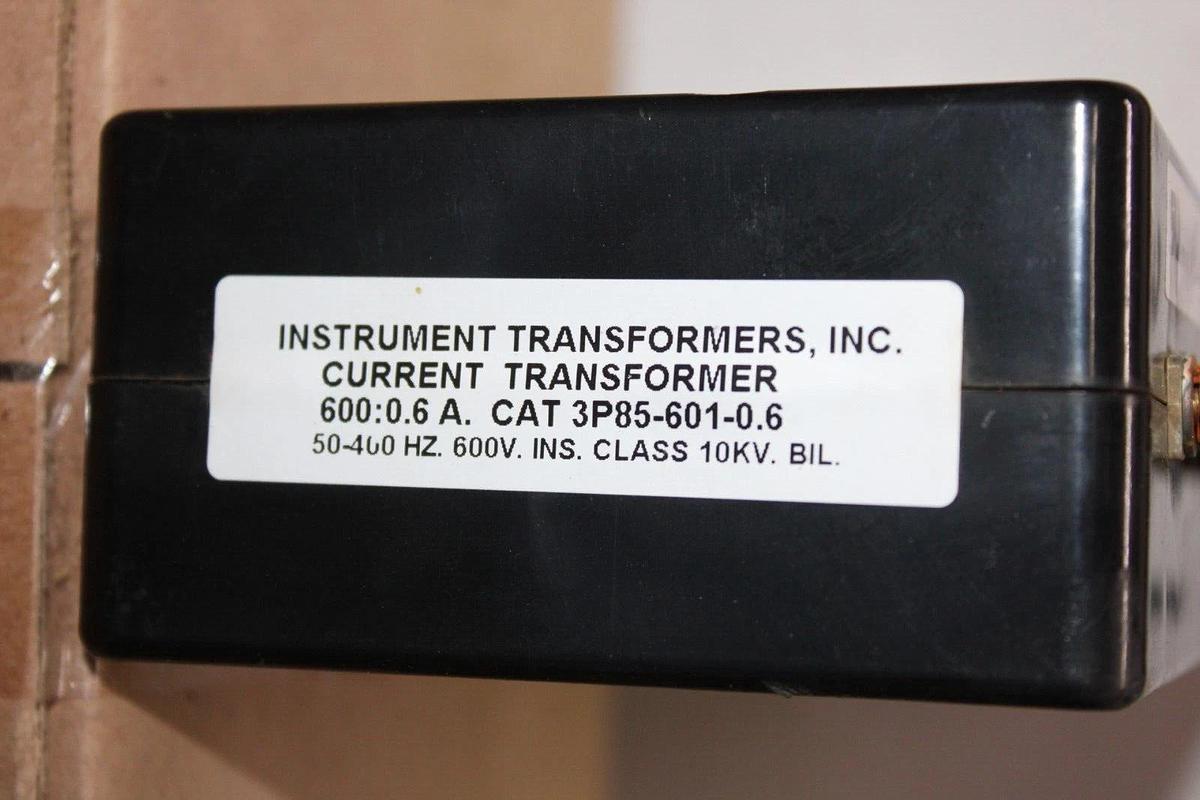 INSTRUMENT TRANSFORMERS, INC.
CURRENT TRANSFORMER
600:0.6 A. CAT 3P85-601-0.6
50-400 HZ. 600V. INS. CLASS 10KV. BIL.